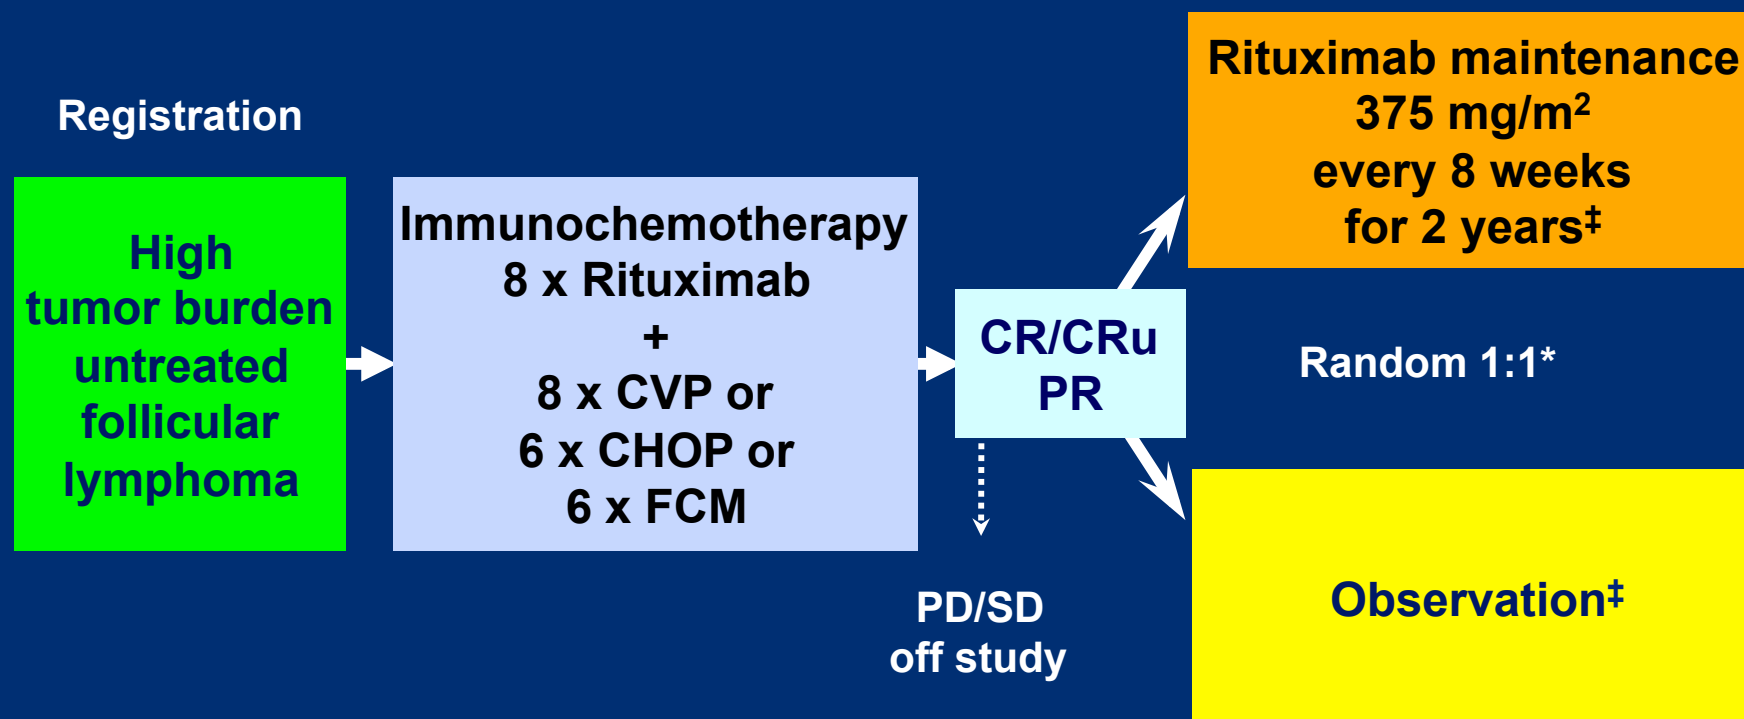 Registration
High
tumor burden
untreated
follicular
lymphoma
Immunochemotherapy
8 x Rituximab
+
8 x CVP or
6 x CHOP or
6 x FCM
CR/CRu
PR
PD/SD
off study
Rituximab maintenance
375 mg/m²
every 8 weeks
for 2 years‡
Random 1:1*
Observation‡